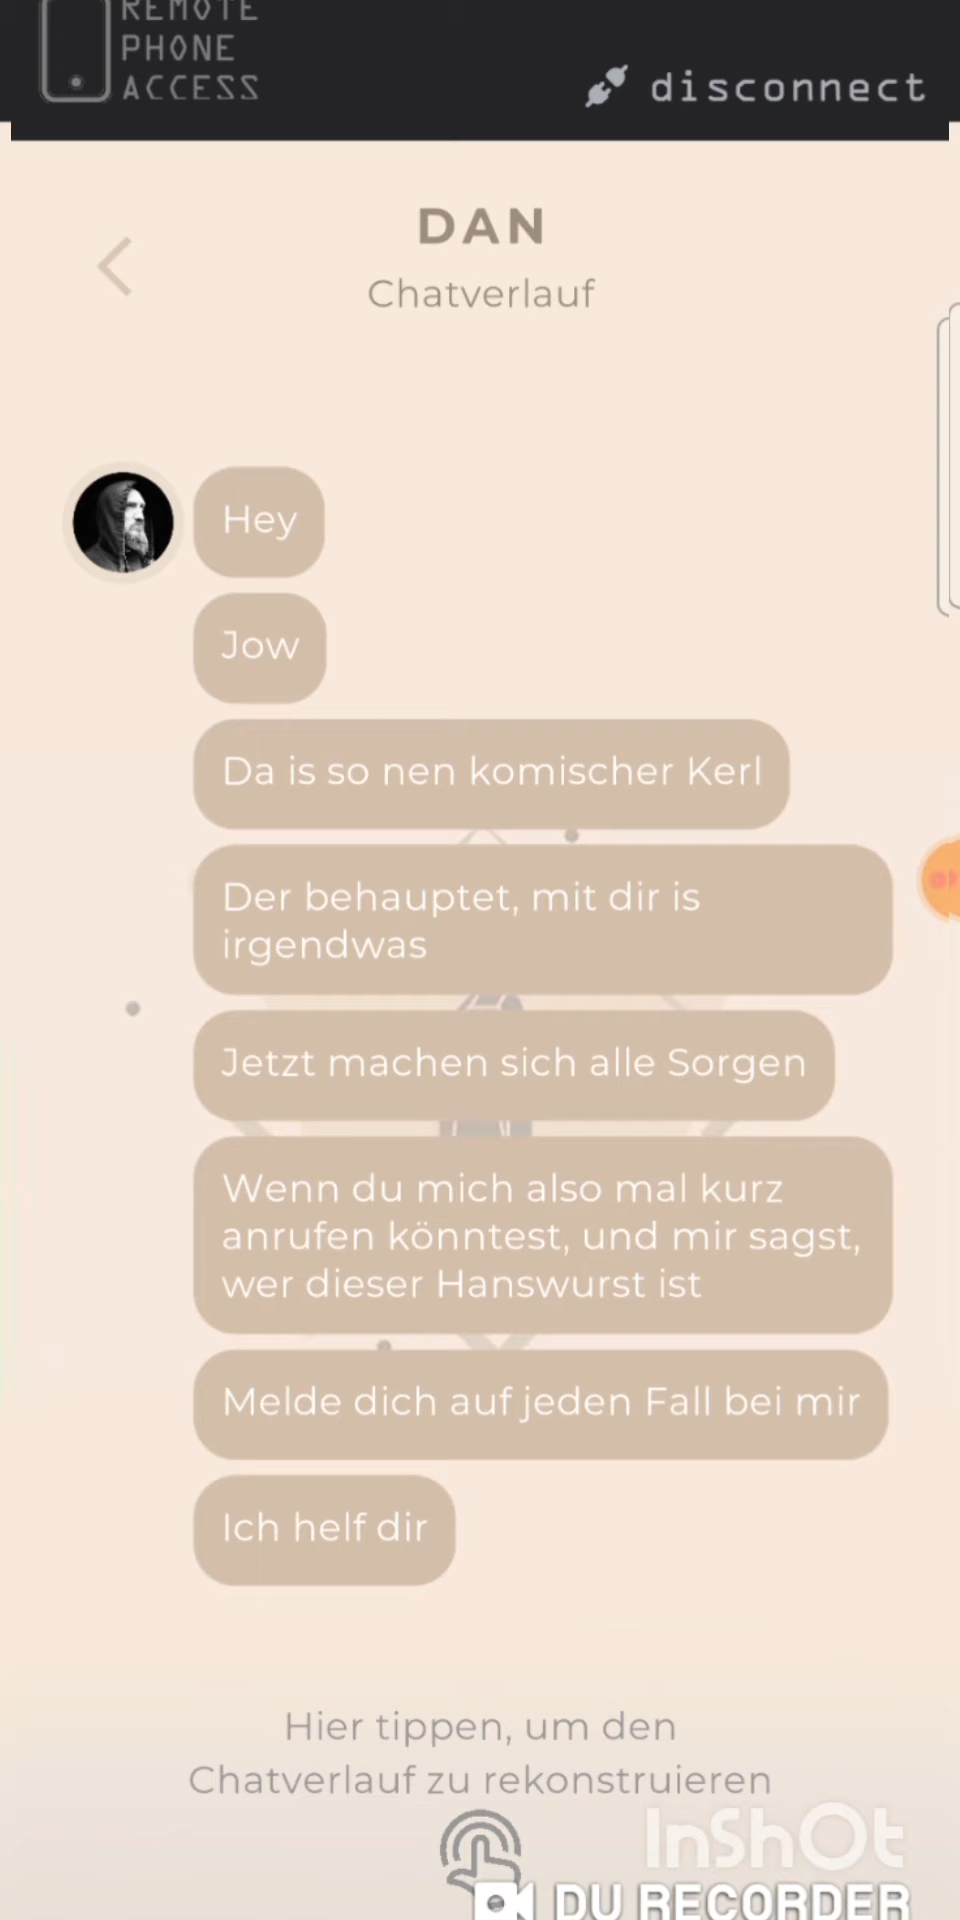 REMOTE
PHONE
ACCESS
disconnect
DAN
Chatverlauf
Hey
Jow
Da is so nen komischer Kerl
Der behauptet, mit dir is
irgendwas
Jetzt machen sich alle Sorgen
Wenn du mich also mal kurz
anrufen könntest, und mir sagst,
wer dieser Hanswurst ist
Melde dich auf jeden Fall bei mir
Ich helf dir
Hier tippen, um den
Chatverlauf zu rekonstruieren
InShOt
DU RECORDER